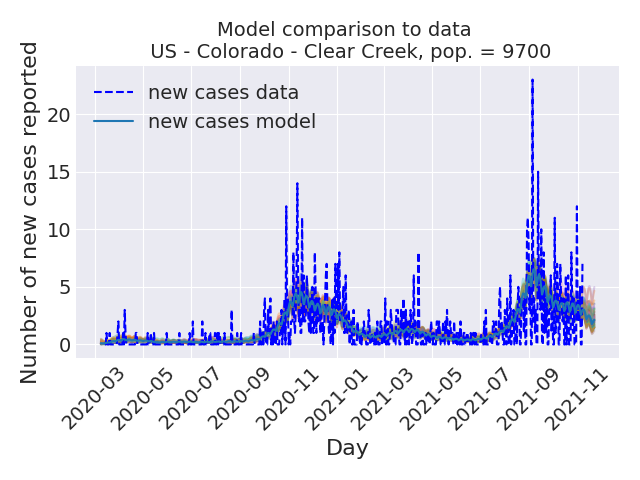 Model comparison to data
US - Colorado - Clear Creek, pop. = 9700
Number of new cases reported
new cases data
new cases model
20
15
10
5
0
2020-03
2020-05
2020-07
2020-09
2020-11
2021-01
2021-03
2021-05
2021-07
2021-09
2021-11
Day